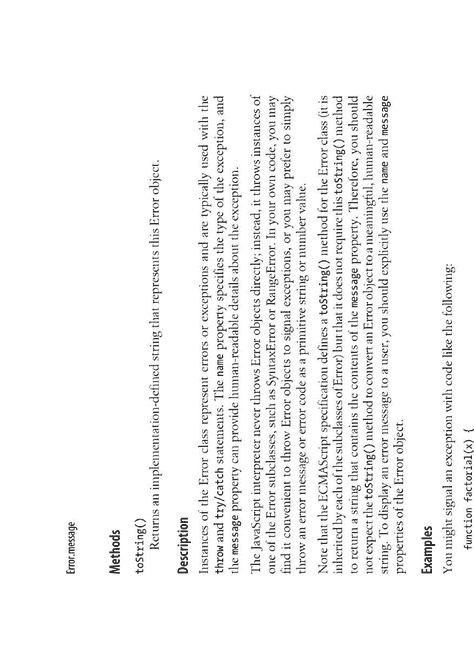 Error.message
Methods
toString()
Returns an implementation-defined string that represents this Error object.
Description
Instances of the Error class represent errors or exceptions and are typically used with the
throw and try/catch statements. The name property specifies the type of the exception, and
the message property can provide human-readable details about the exception.
The JavaScript interpreter never throws Error objects directly; instead, it throws instances of
one of the Error subclasses, such as SyntaxError or RangeError. In your own code, you may
find it convenient to throw Error objects to signal exceptions, or you may prefer to simply
throw an error message or error code as a primitive string or number value.
Note that the ECMAScript specification defines a toString() method for the Error class (it is
inherited by each of the subclasses of Error) but that it does not require this toString() method
to return a string that contains the contents of the message property. Therefore, you should
not expect the toString() method to convert an Error object to a meaningful, human-readable
string. To display an error message to a user, you should explicitly use the name and message
properties of the Error object.
Examples
You might signal an exception with code like the following:
function factorial(x) {